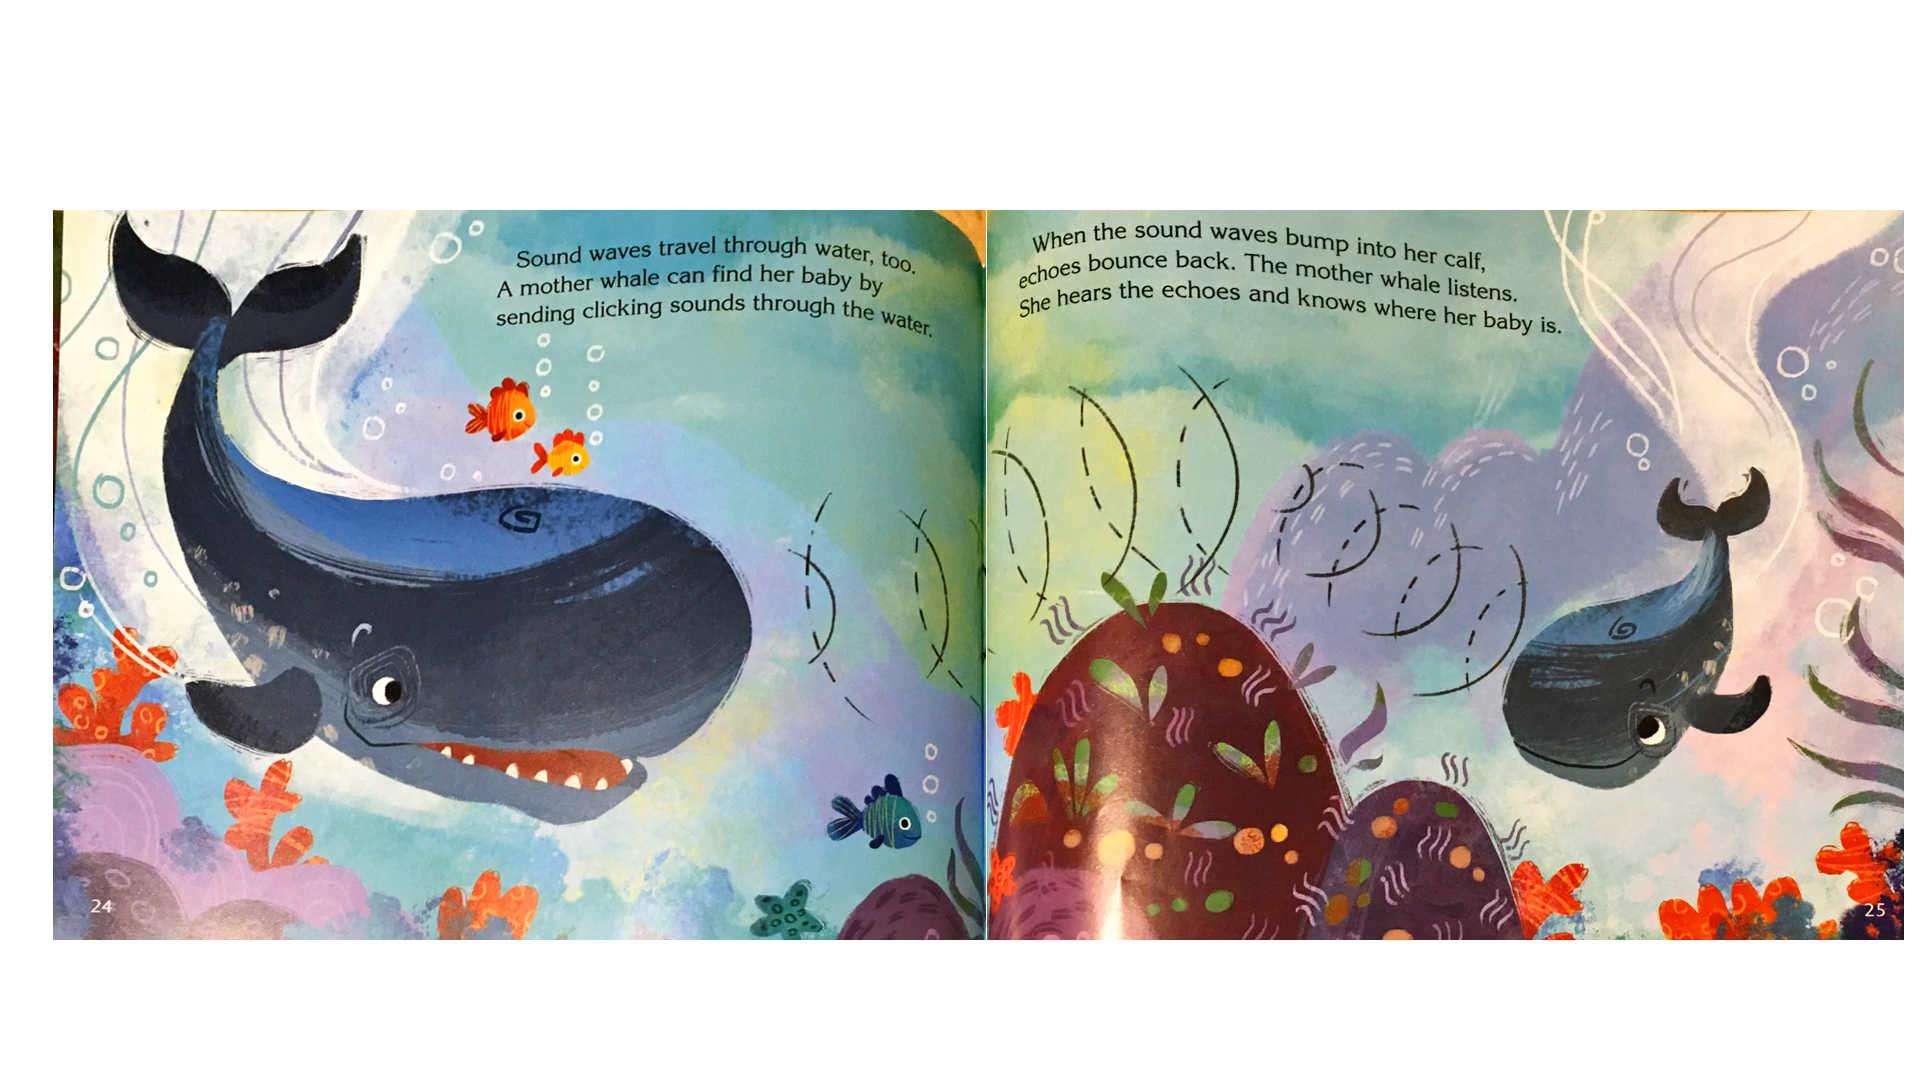 Sound waves travel through water, too.
A mother whale can find her baby by
sending clicking sounds through the water.
24
When the sound waves bump into her calf,
echoes bounce back. The mother whale listens.
She hears the echoes and knows where her baby is.
25